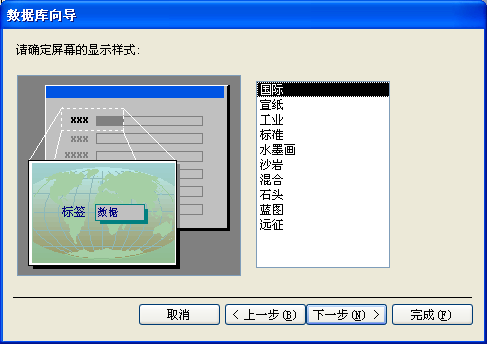 数据库向导
请确定屏幕的显示样式:
xxx
xxx
xxxx
标签 数据
国际
宣纸
工业
标准
水墨画
沙岩
混合
石头
蓝图
远征
取消 < 上一步(B) 下一步(N) > 完成(F)